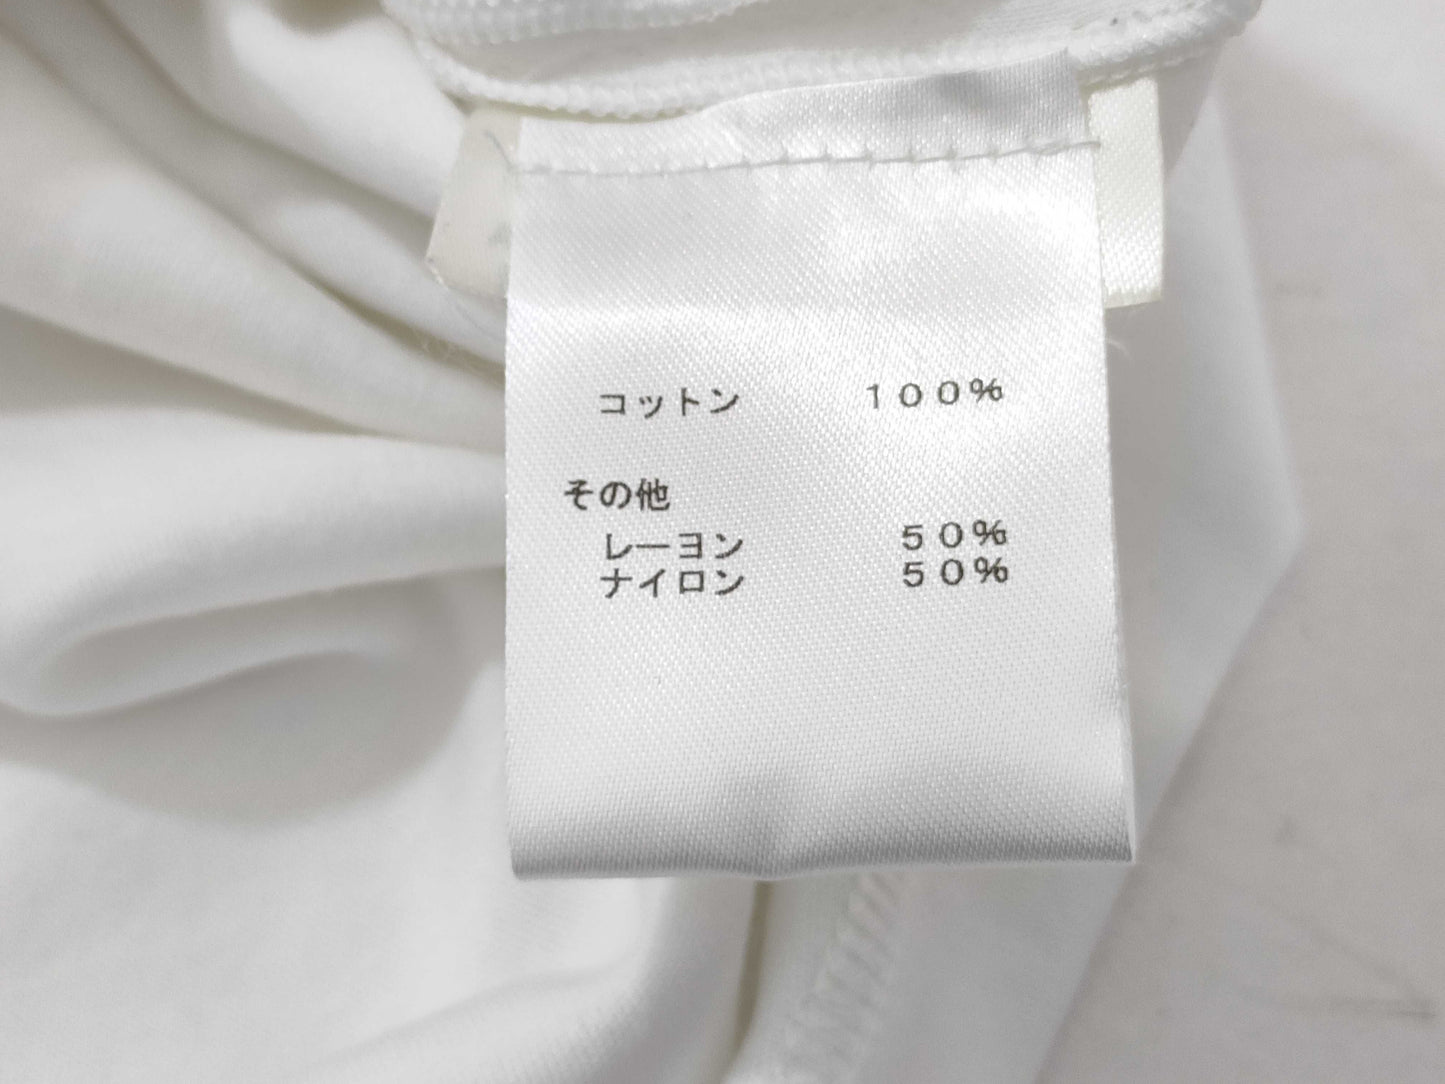 コットン １００％
その他
レーヨン ５０％
ナイロン ５０％